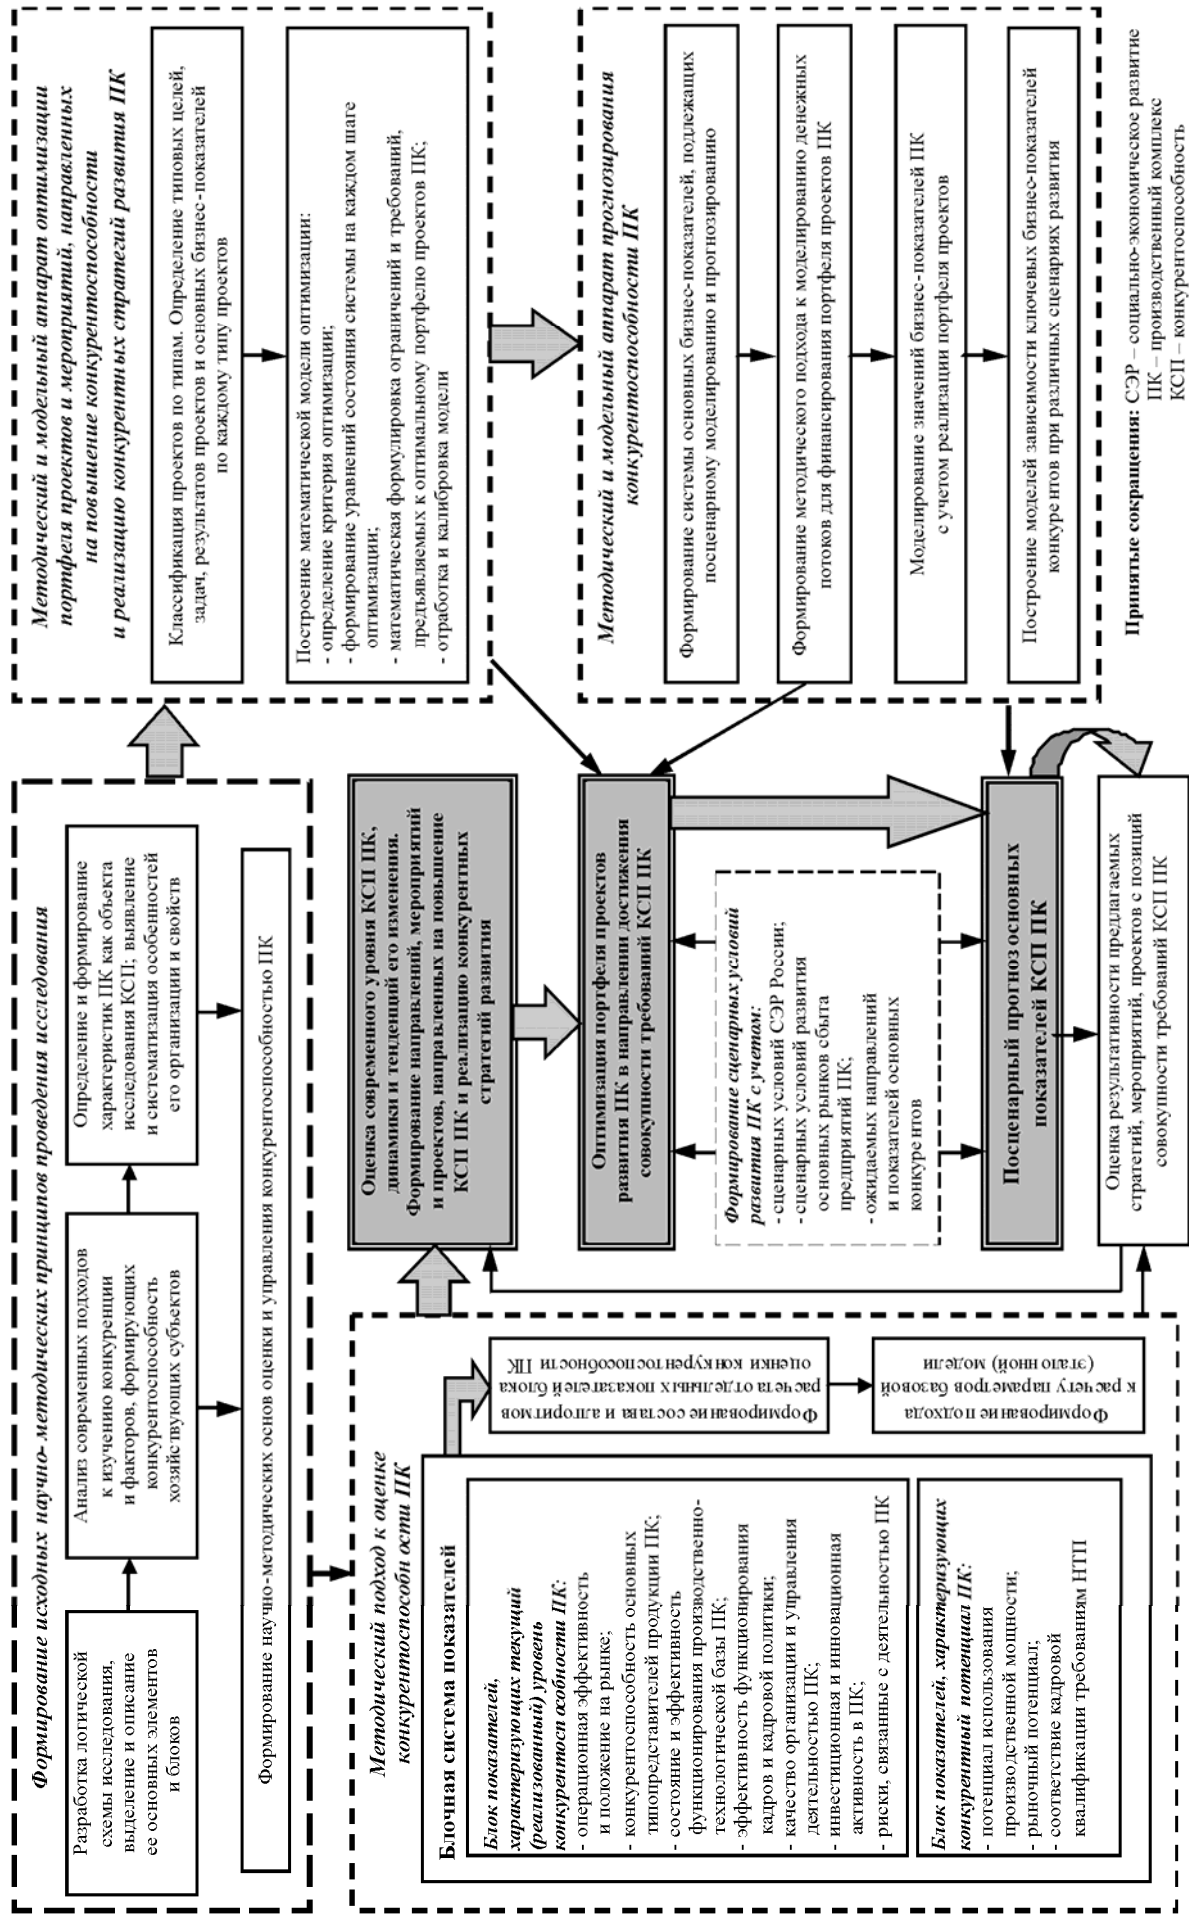 Формирование исходных научно-методических принципов проведения исследования
Разработка логической
схемы исследования,
выделение и описание
ее основных элементов
и блоков
Анализ современных подходов
к изучению конкуренции
и факторов, формирующих
конкурентоспособность
хозяйствующих субъектов
Определение и формирование
характеристик ПК как объекта
исследования КСП; выявление
и систематизация особенностей
его организации и свойств
Формирование научно-методических основ оценки и управления конкурентоспособностью ПК
Методический и модельный аппарат оптимизации
портфеля проектов и мероприятий, направленных
на повышение конкурентоспособности
и реализацию конкурентных стратегий развития ПК
Классификация проектов по типам. Определение типовых целей,
задач, результатов проектов и основных бизнес-показателей
по каждому типу проектов
Построение математической модели оптимизации:
- определение критерия оптимизации;
- формирование уравнений состояния системы на каждом шаге
оптимизации;
- математическая формулировка ограничений и требований,
предъявляемых к оптимальному портфелю проектов ПК;
- отработка и калибровка модели
Методический подход к оценке
конкурентоспособн ости ПК
Блочная система показателей
Блок показателей,
характеризующих текущий
(реализованный) уровень
конкурентосп особности ПК:
- операционная эффективность
и положение на рынке;
- конкурентоспособность основных
типопредставителей продукции ПК;
- состояние и эффективность
функционирования производственно-
технологической базы ПК;
- эффективность функционирования
кадров и кадровой политики;
- качество организации и управления
деятельностью ПК;
- инвестиционная и инновационная
активность в ПК;
- риски, связанные с деятельностью ПК
Блок показателей, характеризующих
конкурентный потенциал ПК:
- потенциал использования
производственной мощности;
- рыночный потенциал;
- соответствие кадровой
квалификации требованиям НТП
Формирование состава и алгоритмов
расчета отдельных показателей блока
оценки конкурентоспособности ПК
Формирование подхода
к расчету параметров базовой
(этало нной) модели
Оценка современного уровня КСП ПК,
динамики и тенденций его изменения.
Формирование направлений, мероприятий
и проектов, направленных на повышение
КСП ПК и реализацию конкурентных
стратегий развития
Оптимизация портфеля проектов
развития ПК в направлении достижения
совокупности требований КСП ПК
Формирование сценарных условий
развития ПК с учетом:
- сценарных условий СЭР России;
- сценарных условий развития
основных рынков сбыта
предприятий ПК;
- ожидаемых направлений
и показателей основных
конкурентов
Посценарный прогноз основных
показателей КСП ПК
Оценка результативности предлагаемых
стратегий, мероприятий, проектов с позиций
совокупности требований КСП ПК
Методический и модельный аппарат прогнозирования
конкурентоспособности ПК
Формирование системы основных бизнес-показателей, подлежащих
посценарному моделированию и прогнозированию
Формирование методического подхода к моделированию денежных
потоков для финансирования портфеля проектов ПК
Моделирование значений бизнес-показателей ПК
с учетом реализации портфеля проектов
Построение моделей зависимости ключевых бизнес-показателей
конкурентов при различных сценариях развития
Принятые сокращения: СЭР – социально-экономическое развитие
ПК – производственный комплекс
КСП – конкурентоспособность